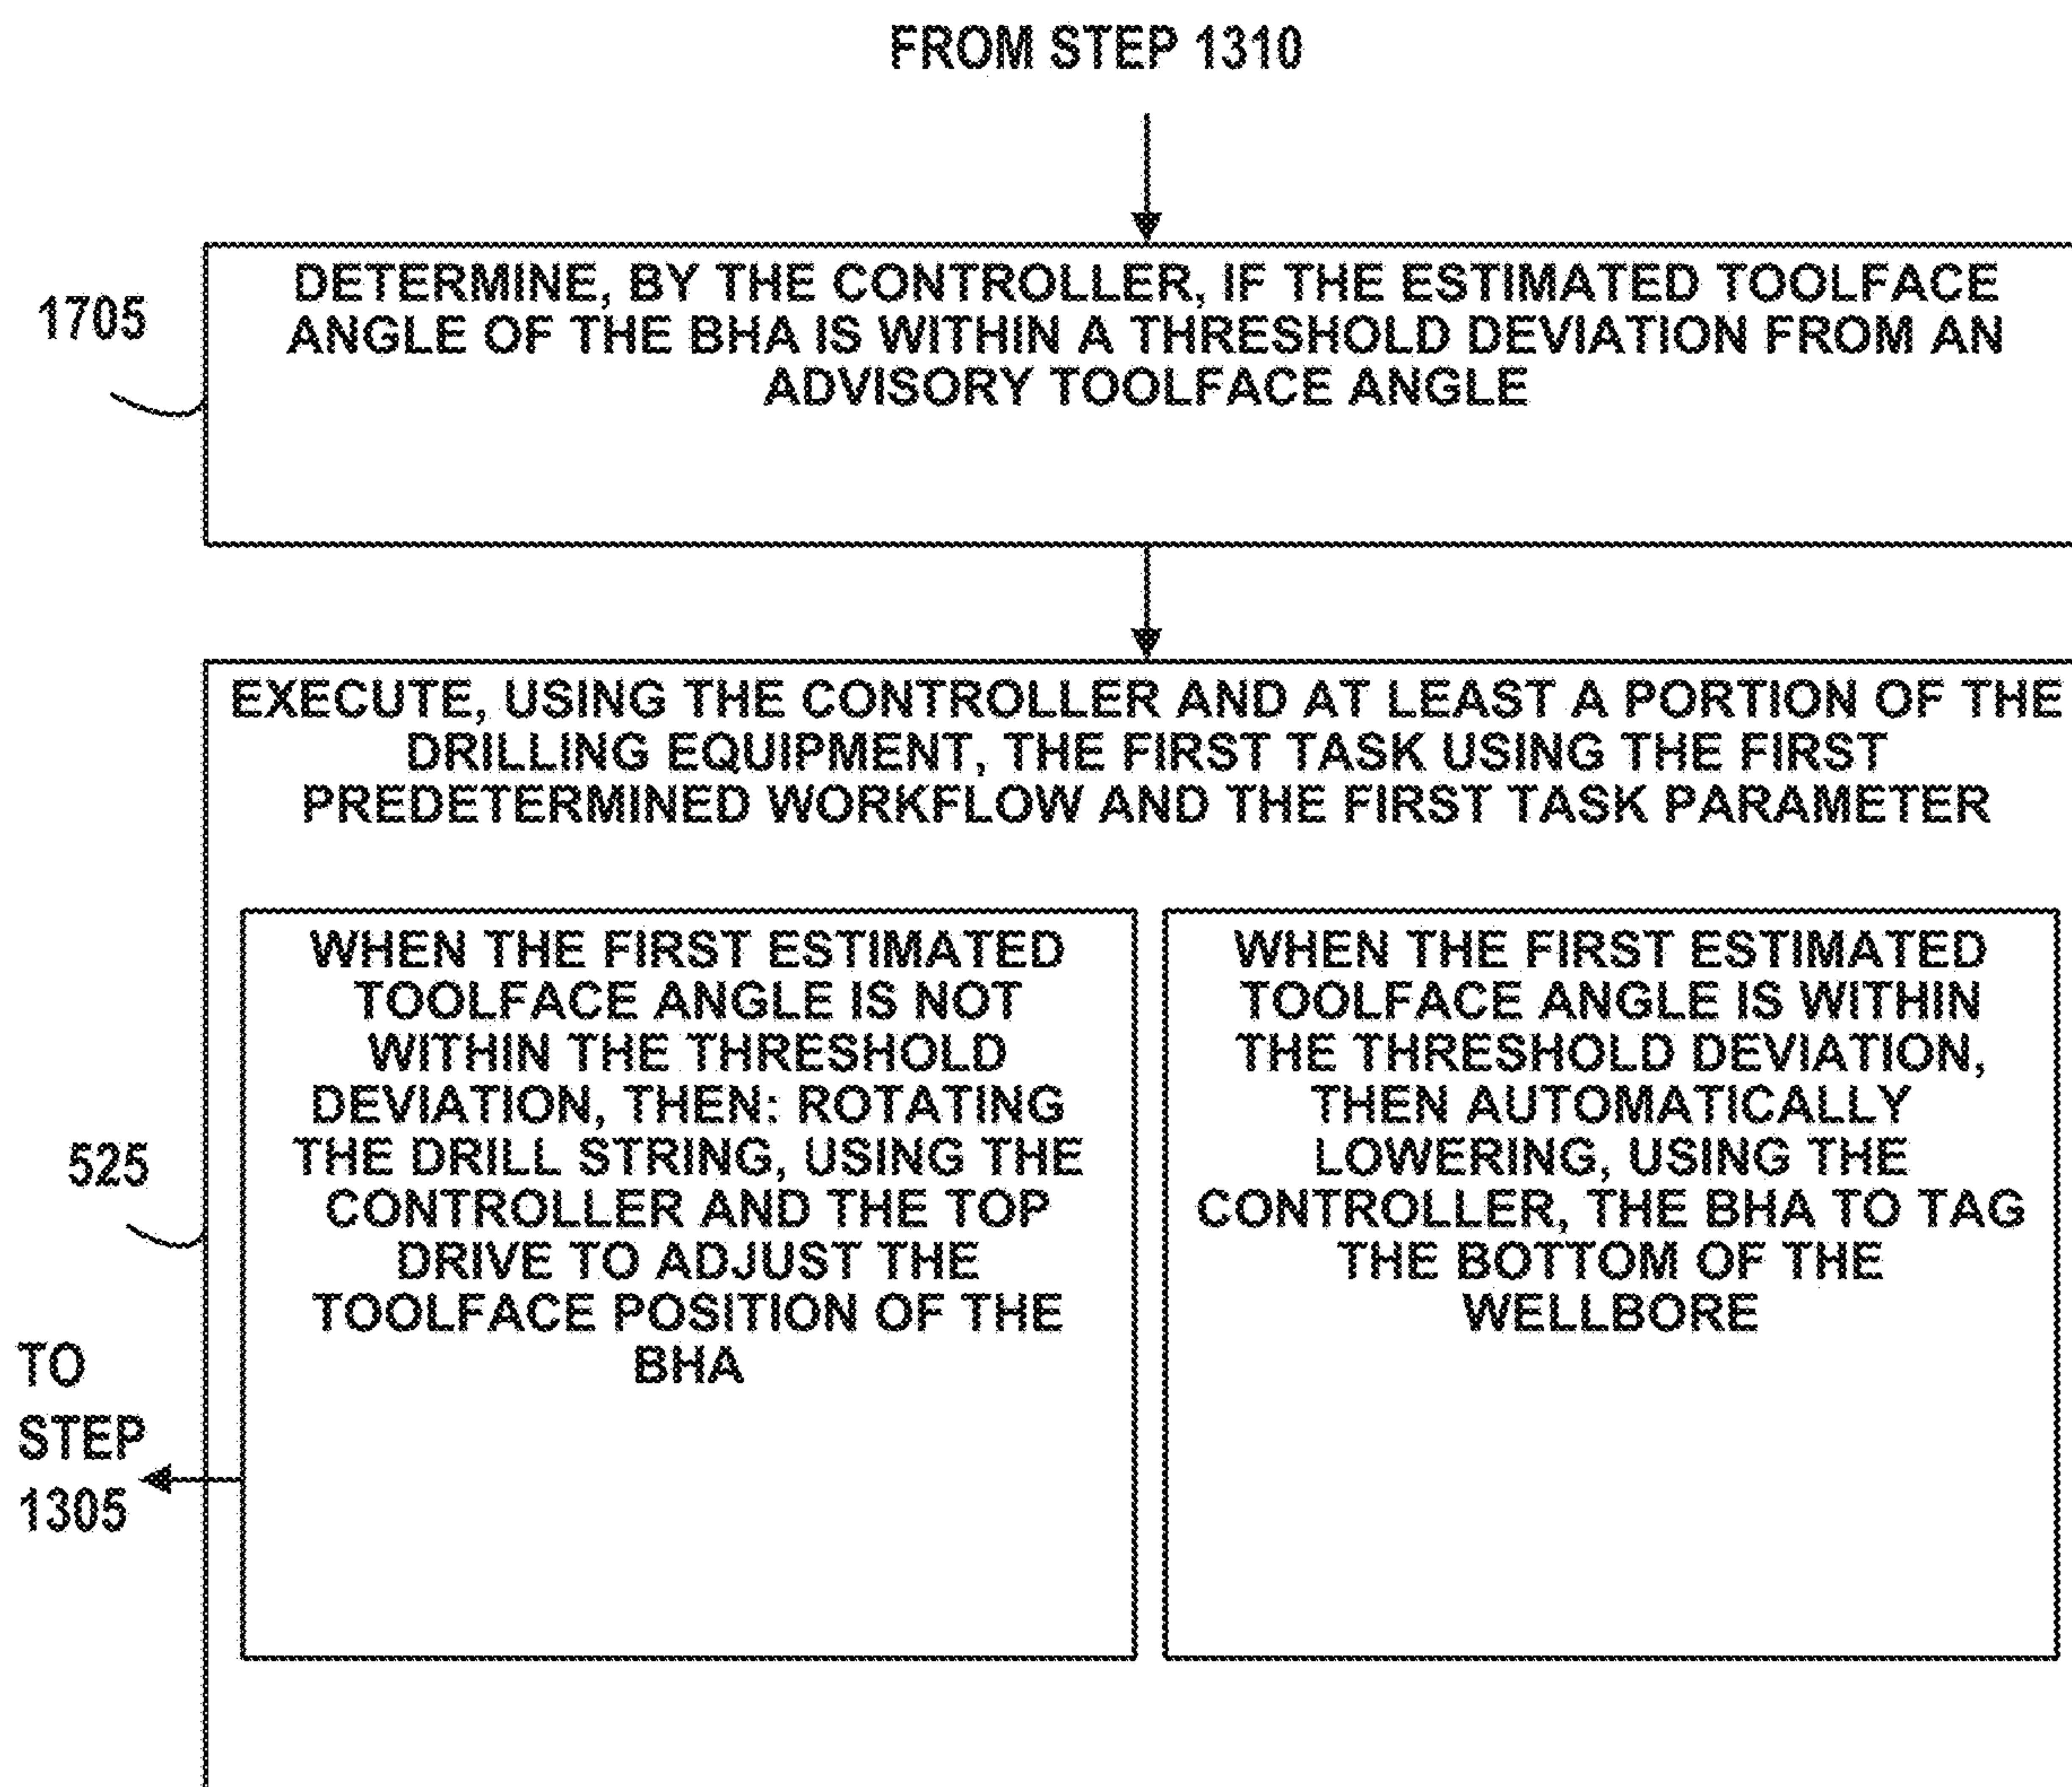 FROM STEP 1310
1705
DETERMINE, BY THE CONTROLLER, IF THE ESTIMATED TOOLFACE
ANGLE OF THE BHA IS WITHIN A THRESHOLD DEVIATION FROM AN
ADVISORY TOOLFACE ANGLE
EXECUTE, USING THE CONTROLLER AND AT LEAST A PORTION OF THE
DRILLING EQUIPMENT, THE FIRST TASK USING THE FIRST
PREDETERMINED WORKFLOW AND THE FIRST TASK PARAMETER
525
WHEN THE FIRST ESTIMATED
TOOLFACE ANGLE IS NOT
WITHIN THE THRESHOLD
DEVIATION, THEN: ROTATING
THE DRILL STRING, USING THE
CONTROLLER AND THE TOP
DRIVE TO ADJUST THE
TOOLFACE POSITION OF THE
BHA
WHEN THE FIRST ESTIMATED
TOOLFACE ANGLE IS WITHIN
THE THRESHOLD DEVIATION,
THEN AUTOMATICALLY
LOWERING, USING THE
CONTROLLER, THE BHA TO TAG
THE BOTTOM OF THE
WELLBORE
TO
STEP
1305